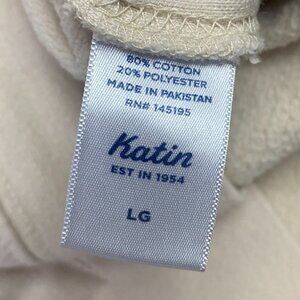 80% COTTON
20% POLYESTER
MADE IN PAKISTAN
RN# 145195
Katin
EST IN 1954
LG